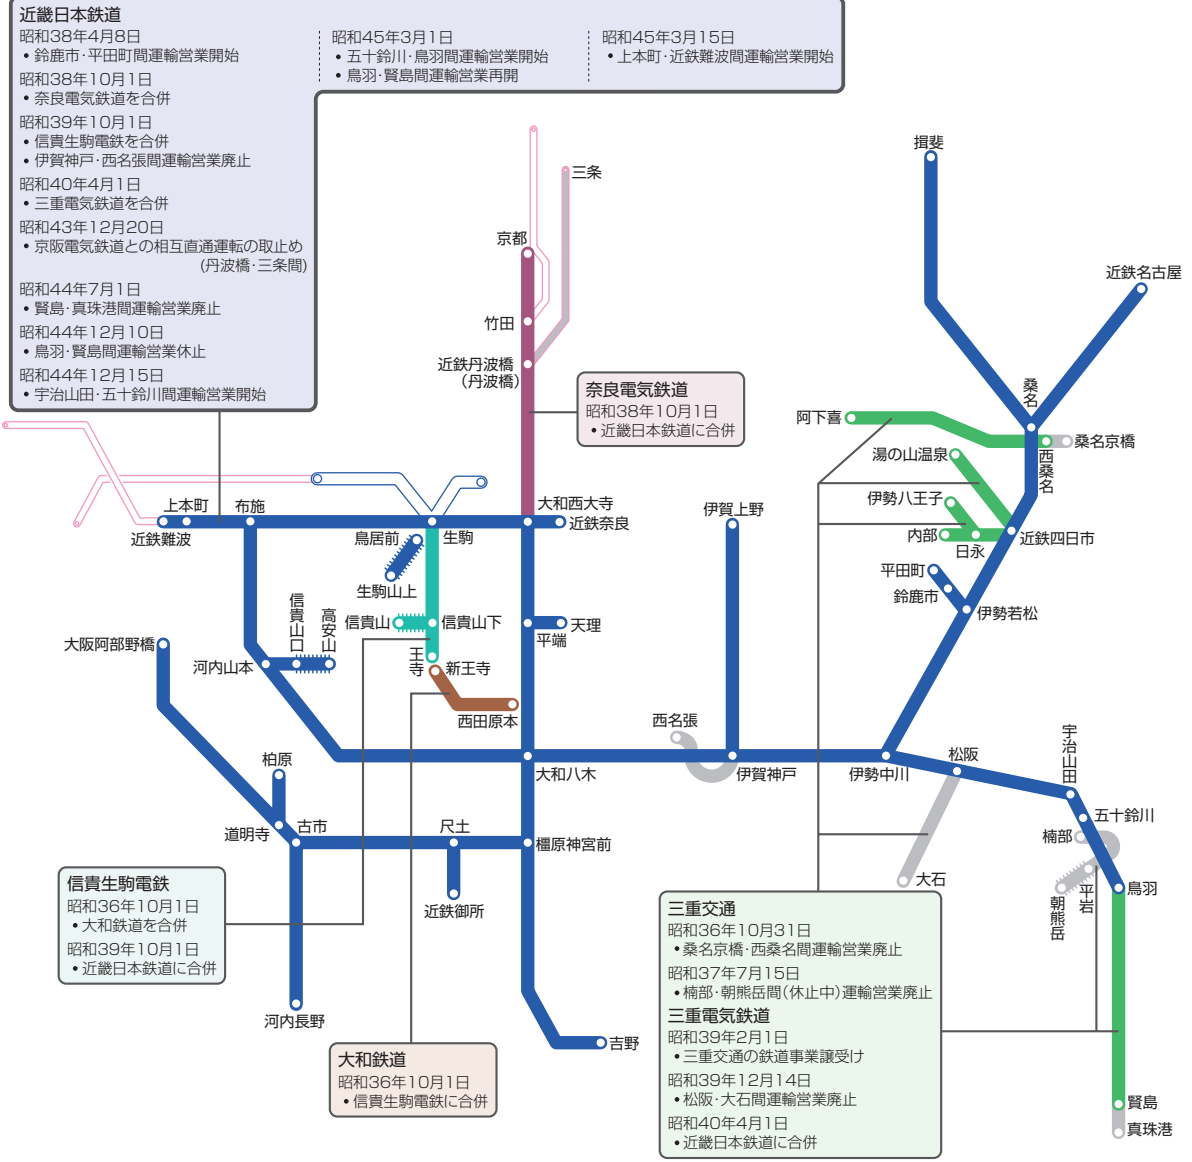 近畿日本鉄道
昭和38年4月8日
・鈴鹿市・平田町間運輸営業開始
昭和38年10月1日
・奈良電気鉄道を合併
昭和39年10月1日
・信貴生駒電鉄を合併
・伊賀神戸・西名張間運輸営業廃止
昭和40年4月1日
・三重電気鉄道を合併
昭和43年12月20日
・京阪電気鉄道との相互直通運転の取止め
(丹波橋・三条間)
昭和44年7月1日
・賢島・真珠港間運輸営業廃止
昭和44年12月10日
・鳥羽・賢島間運輸営業休止
昭和44年12月15日
・宇治山田・五十鈴川間運輸営業開始
昭和45年3月1日
・五十鈴川・鳥羽間運輸営業開始
・鳥羽・賢島間運輸営業再開
昭和45年3月15日
・上本町・近鉄難波間運輸営業開始
三条
京都
竹田
近鉄丹波橋
(丹波橋)
奈良電気鉄道
昭和38年10月1日
・近畿日本鉄道に合併
揖斐
近鉄名古屋
桑名
阿下喜
桑名京橋
西桑名
湯の山温泉
伊勢八王子
内部
日永
近鉄四日市
平田町
鈴鹿市
伊勢若松
上本町
布施
近鉄難波
鳥居前
生駒
大和西大寺
近鉄奈良
伊賀上野
生駒山上
信貴山口
高安山
信貴山
信貴山下
平端
天理
大阪阿部野橋
河内山本
王寺
新王寺
西田原本
西名張
大和八木
伊賀神戸
伊勢中川
松阪
宇治山田
柏原
道明寺
古市
尺土
橿原神宮前
五十鈴川
楠部
平岩
朝熊岳
鳥羽
大石
近鉄御所
河内長野
吉野
賢島
真珠港
信貴生駒電鉄
昭和36年10月1日
・大和鉄道を合併
昭和39年10月1日
・近畿日本鉄道に合併
大和鉄道
昭和36年10月1日
・信貴生駒電鉄に合併
三重交通
昭和36年10月31日
・桑名京橋・西桑名間運輸営業廃止
昭和37年7月15日
・楠部・朝熊岳間(休止中)運輸営業廃止
三重電気鉄道
昭和39年2月1日
・三重交通の鉄道事業譲受け
昭和39年12月14日
・松阪・大石間運輸営業廃止
昭和40年4月1日
・近畿日本鉄道に合併